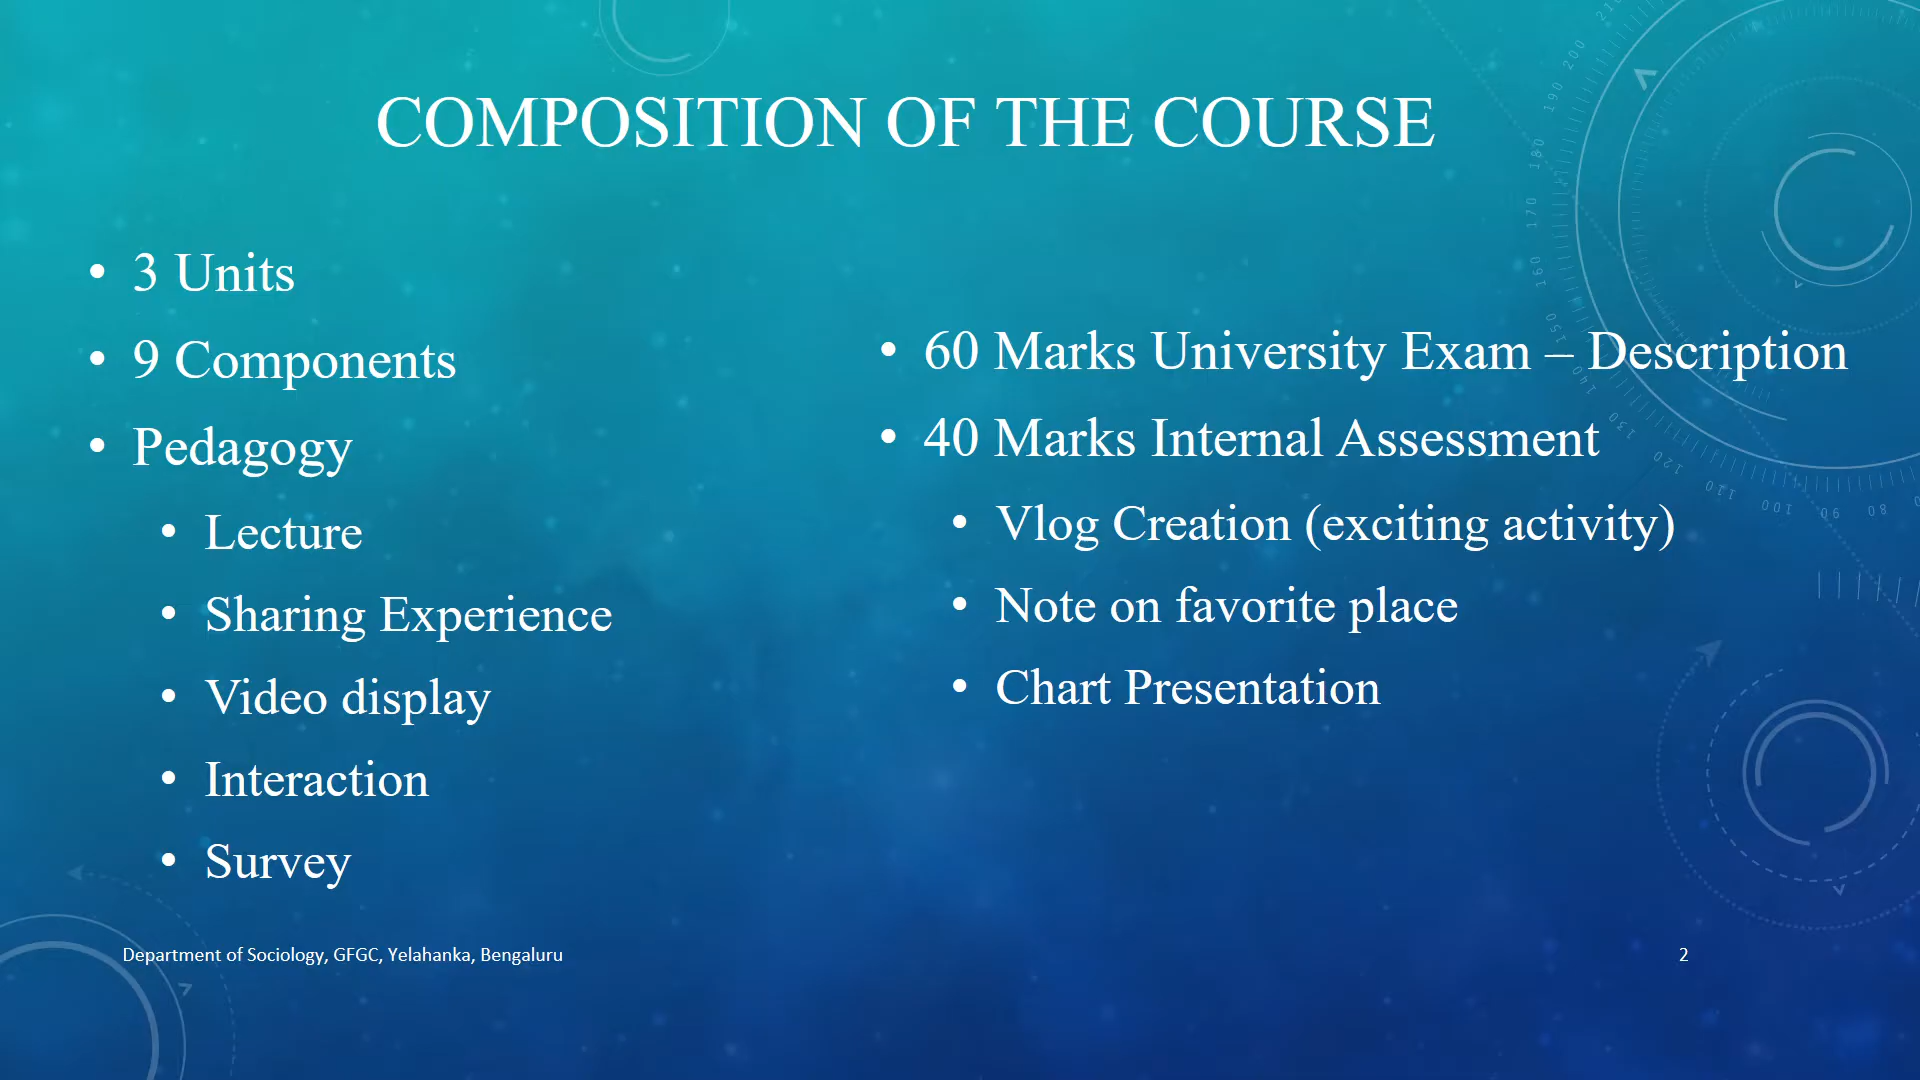 COMPOSITION OF THE COURSE
• 3 Units
• 9 Components
• Pedagogy
• Lecture
• Sharing Experience
• Video display
• Interaction
• Survey
• 60 Marks University Exam – Description
• 40 Marks Internal Assessment
• Vlog Creation (exciting activity)
• Note on favorite place
• Chart Presentation
Department of Sociology, GFGC, Yelahanka, Bengaluru
2